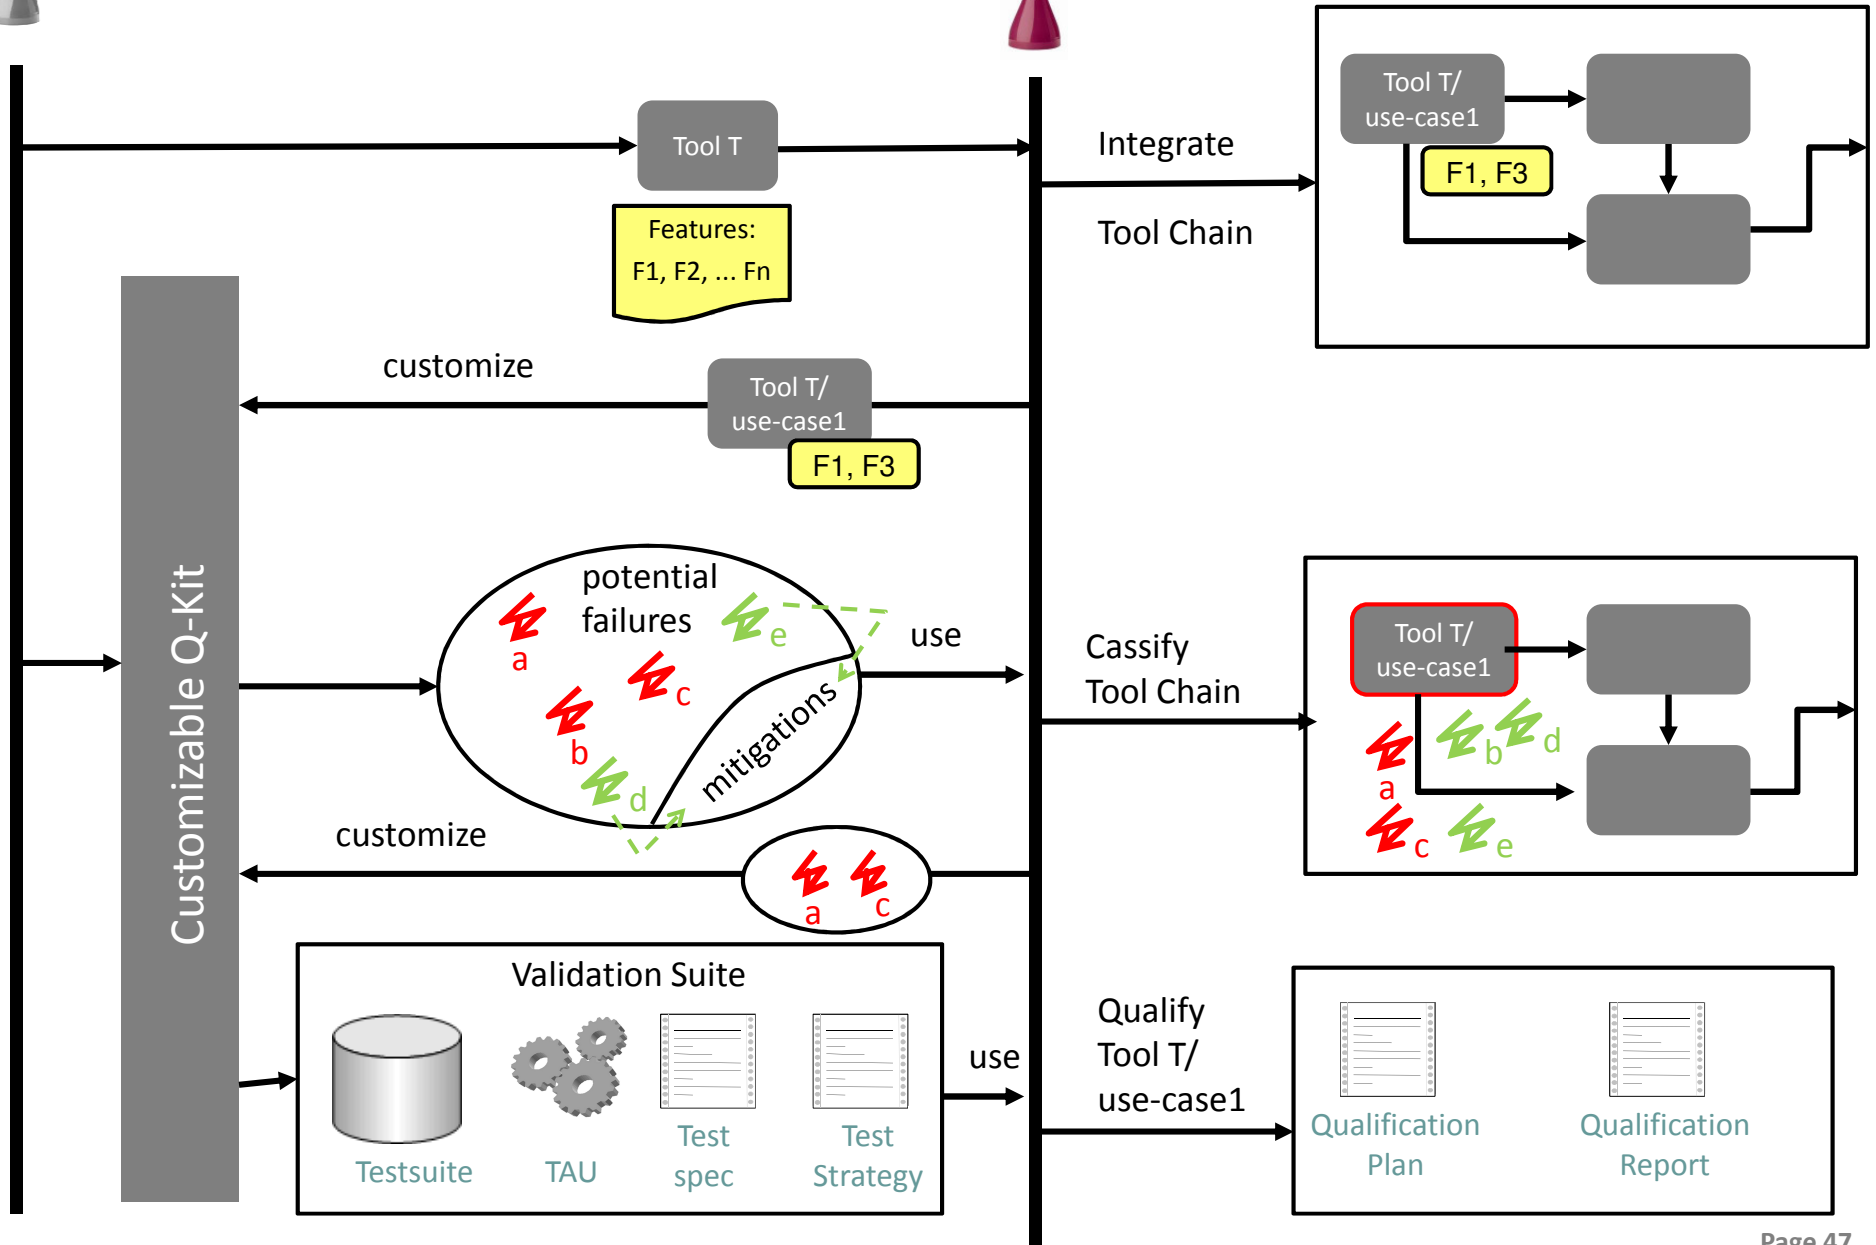 Tool T
Features:
F1, F2, ... Fn
Integrate
Tool Chain
Tool T/
use-case1
F1, F3
customize
Tool T/
use-case1
F1, F3
Customizable Q-Kit
potential
failures
a
b
c
d
e
mitigations
use
Cassify
Tool Chain
Tool T/
use-case1
a
b
d
c
e
customize
a
c
Validation Suite
Testsuite
TAU
Test
spec
Test
Strategy
use
Qualify
Tool T/
use-case1
Qualification
Plan
Qualification
Report
Page 47